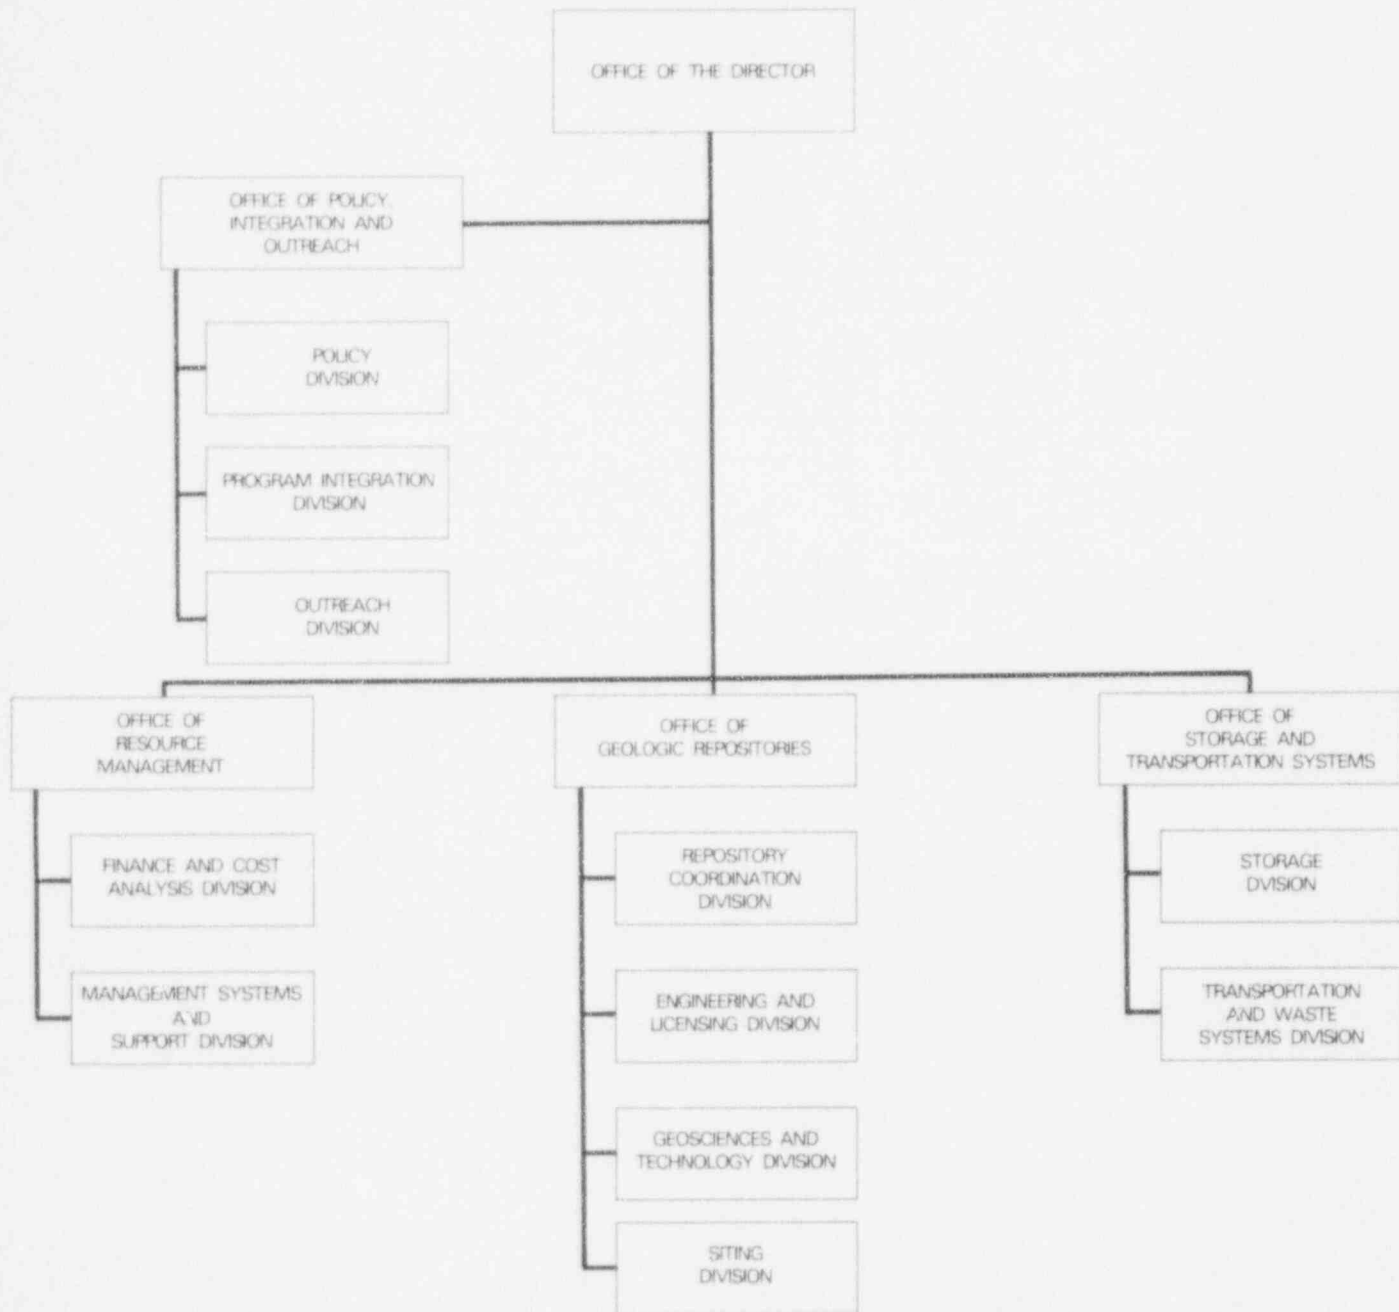 OFFICE OF THE DIRECTOR
OFFICE OF POLICY,
INTEGRATION AND
OUTREACH
POLICY
DIVISION
PROGRAM INTEGRATION
DIVISION
OUTREACH
DIVISION
OFFICE OF
RESOURCE
MANAGEMENT
FINANCE AND COST
ANALYSIS DIVISION
MANAGEMENT SYSTEMS
AND
SUPPORT DIVISION
OFFICE OF
GEOLOGIC REPOSITORIES
REPOSITORY
COORDINATION
DIVISION
ENGINEERING AND
LICENSING DIVISION
GEOSCIENCES AND
TECHNOLOGY DIVISION
SITING
DIVISION
OFFICE OF
STORAGE AND
TRANSPORTATION SYSTEMS
STORAGE
DVISION
TRANSPORTATION
AND WASTE
SYSTEMS DIVISION